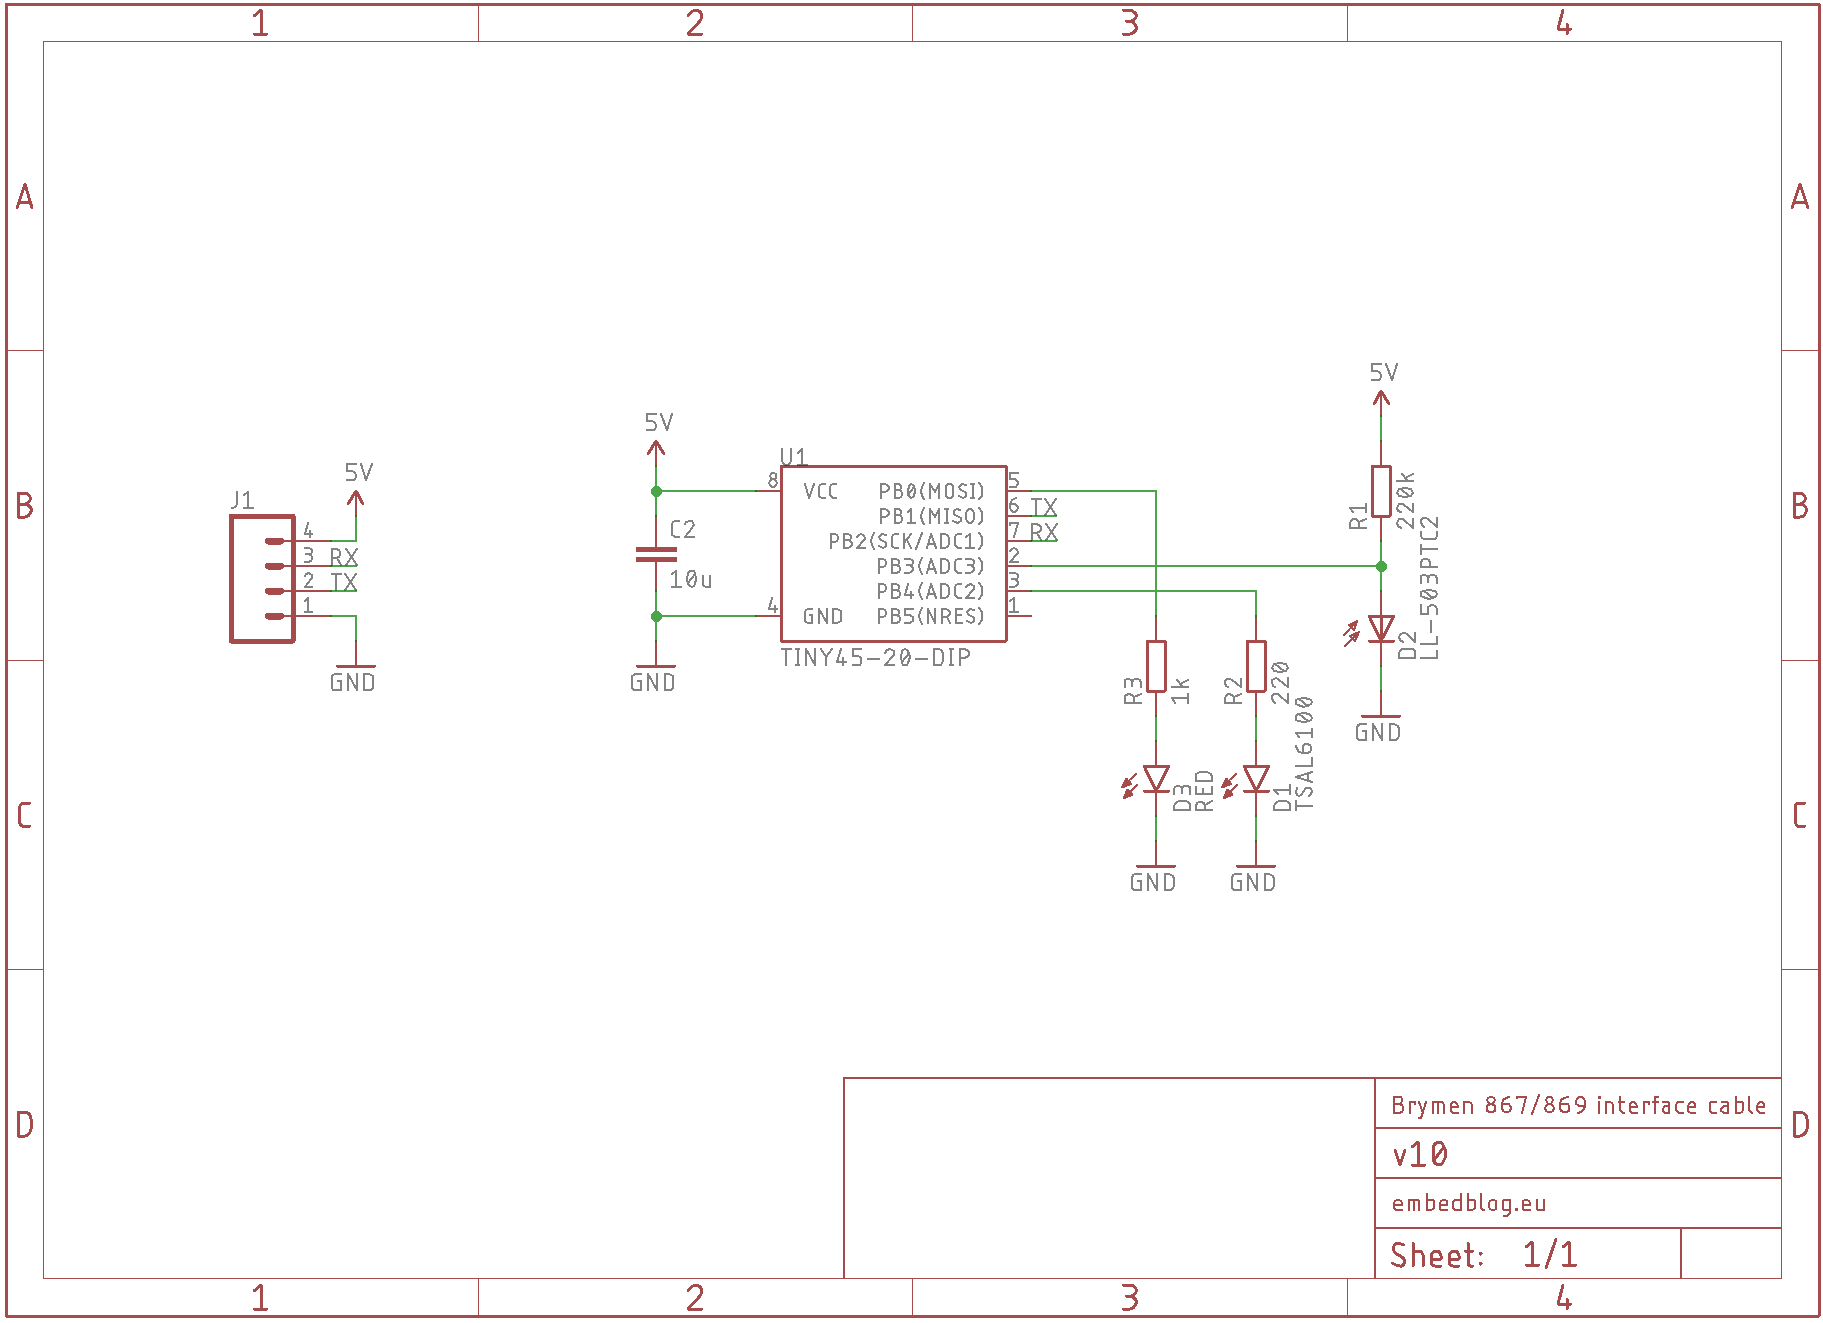 1 2 3 4
A A
B B
C C
D D
J1
5V
4
3 RX
2 TX
1
GND
5V
C2
10u
GND
U1
8 VCC PB0(MOSI) 5
PB1(MISO) 6 TX
PB2(SCK/ADC1) 7 RX
PB3(ADC3) 2
PB4(ADC2) 3
4 GND PB5(NRES) 1
TINY45-20-DIP
R3
1k
D3
RED
GND
R2
220
D1
TSAL6100
GND
5V
R1
220k
D2
LL-503PTC2
GND
Brymen 867/869 interface cable
v10
embedblog.eu
Sheet: 1/1
1 2 3 4